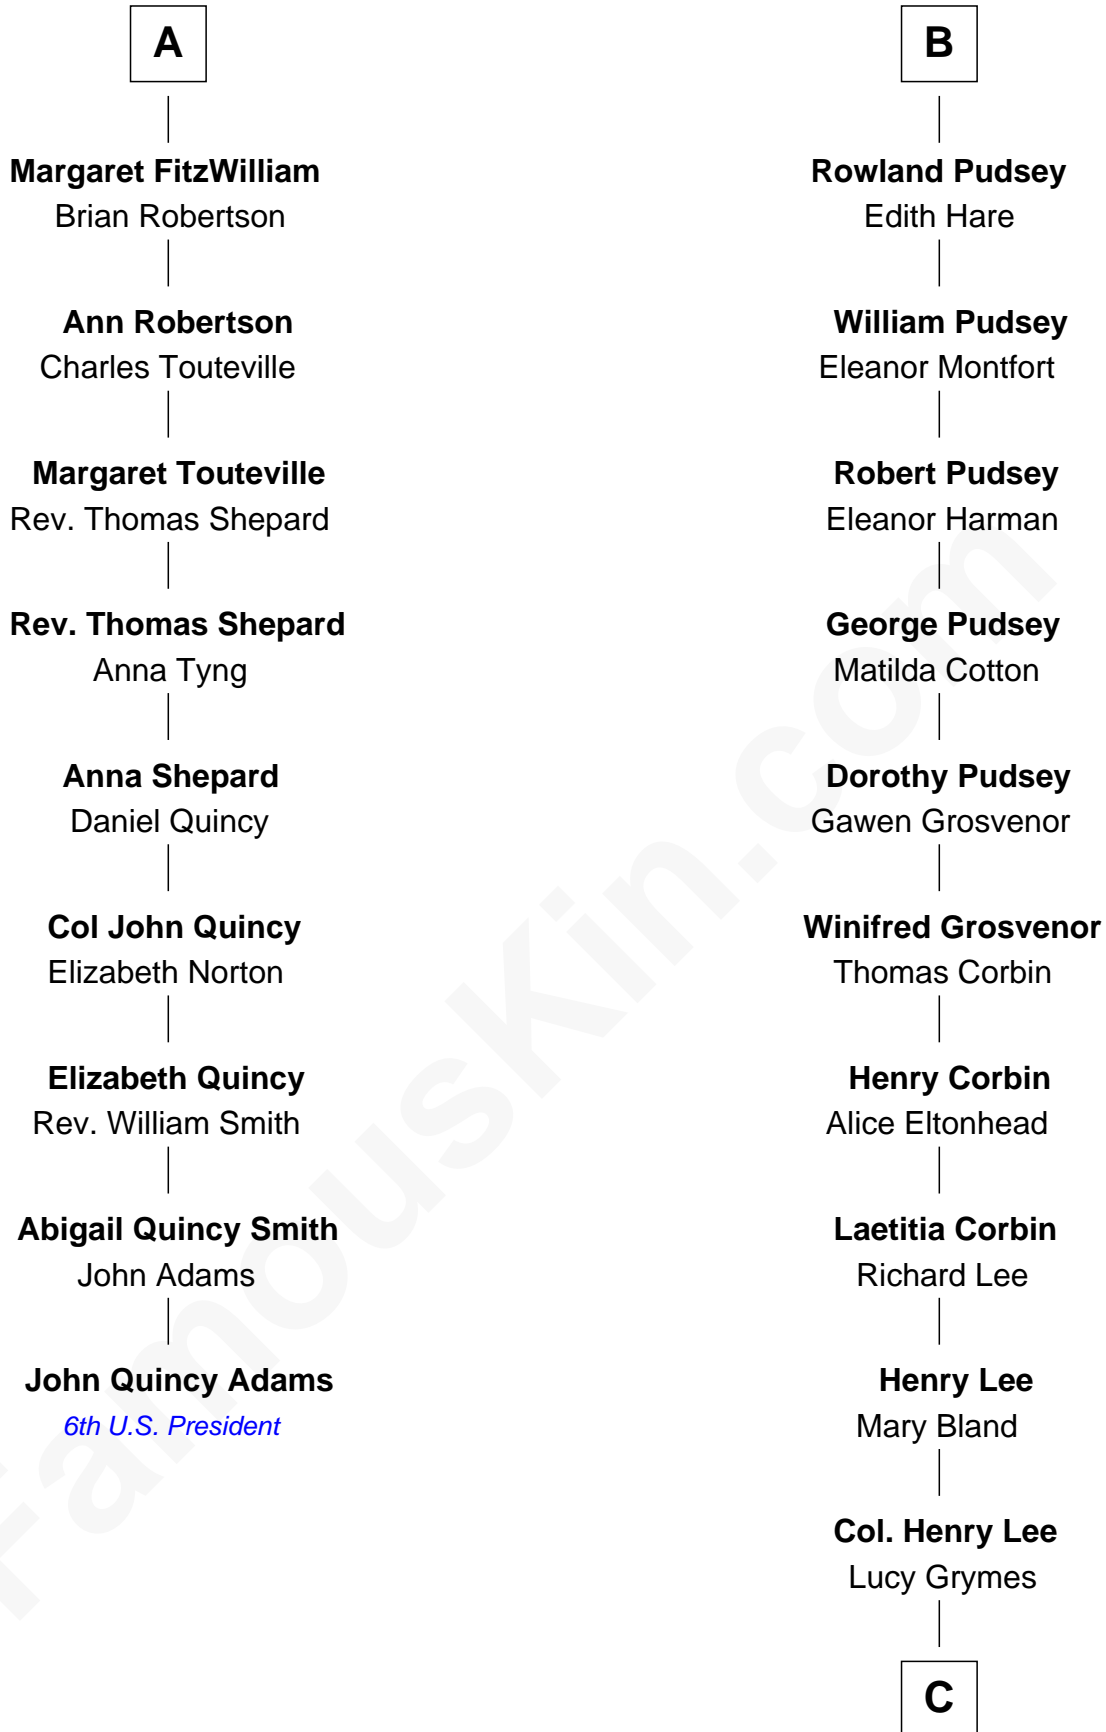 A
Margaret FitzWilliam
Brian Robertson
Ann Robertson
Charles Touteville
Margaret Touteville
Rev. Thomas Shepard
Rev. Thomas Shepard
Anna Tyng
Anna Shepard
Daniel Quincy
Col John Quincy
Elizabeth Norton
Elizabeth Quincy
Rev. William Smith
Abigail Quincy Smith
John Adams
John Quincy Adams
6th U.S. President
B
Rowland Pudsey
Edith Hare
William Pudsey
Eleanor Montfort
Robert Pudsey
Eleanor Harman
George Pudsey
Matilda Cotton
Dorothy Pudsey
Gawen Grosvenor
Winifred Grosvenor
Thomas Corbin
Henry Corbin
Alice Eltonhead
Laetitia Corbin
Richard Lee
Henry Lee
Mary Bland
Col. Henry Lee
Lucy Grymes
C
FamousKin.com